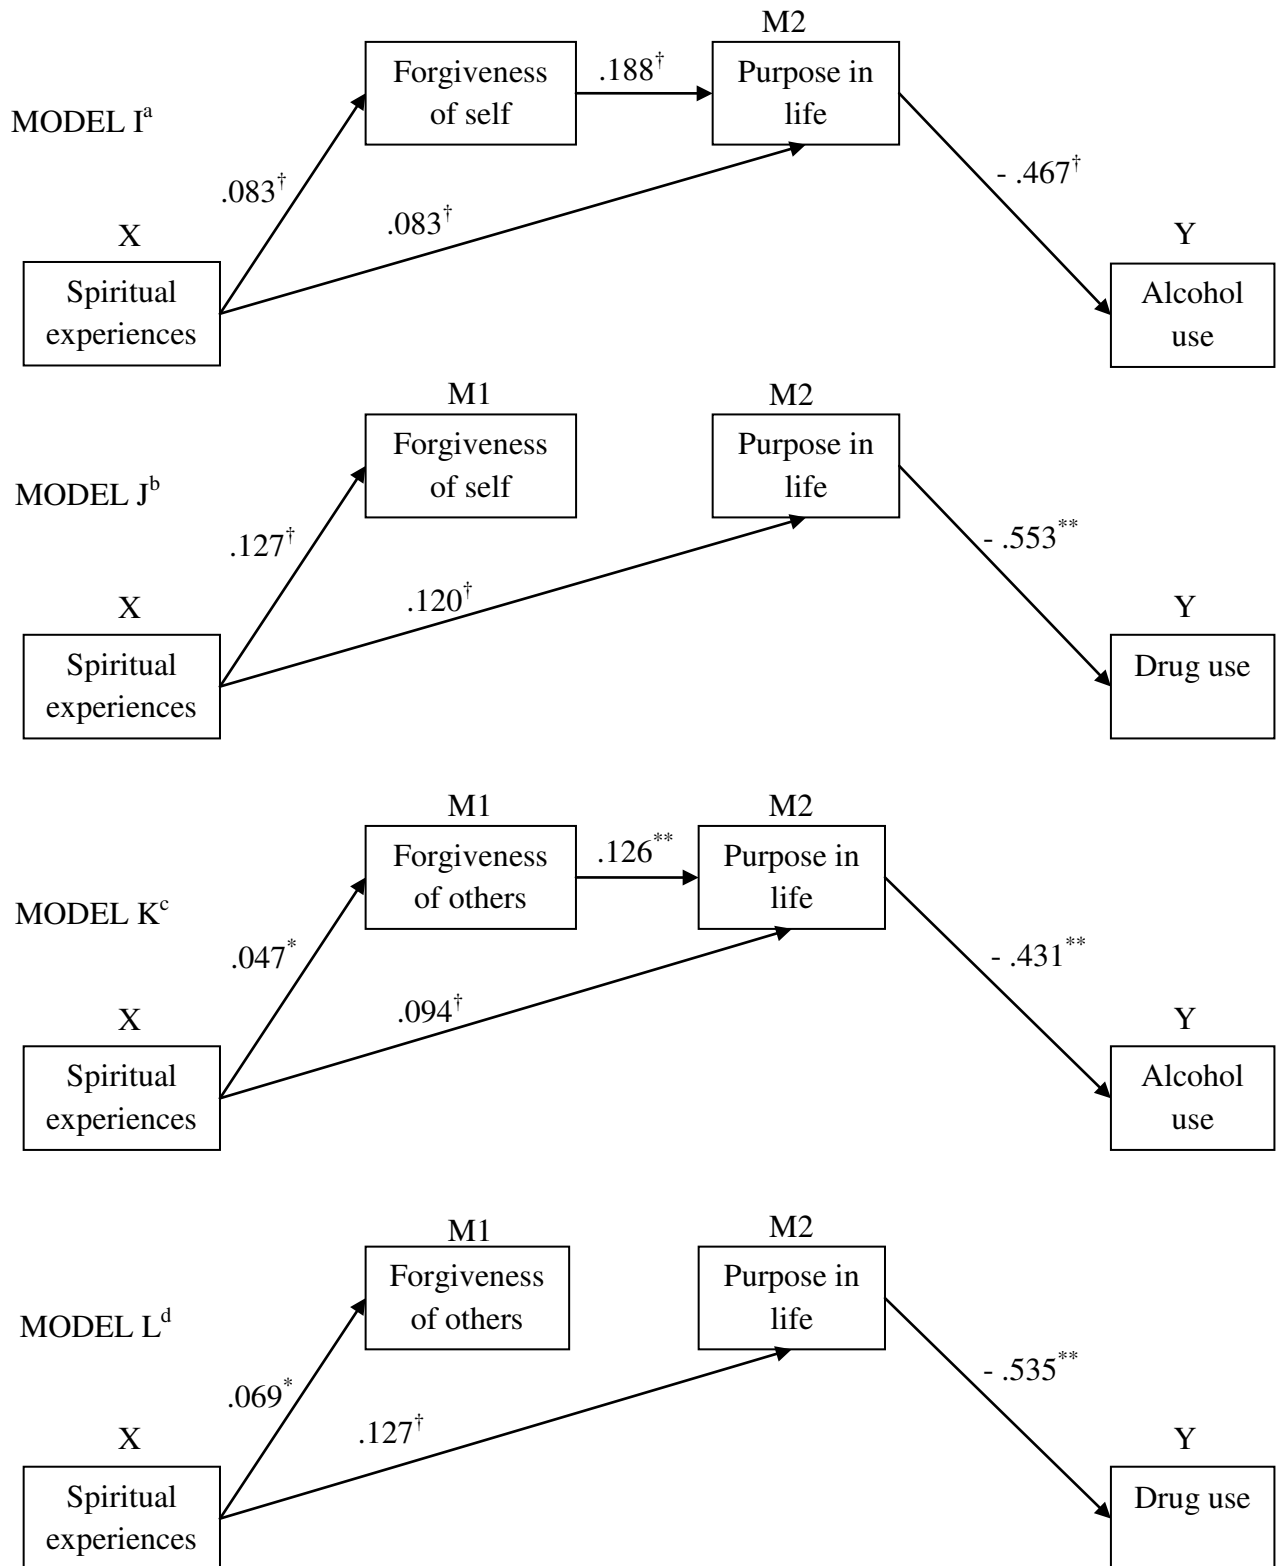 M2
Forgiveness
of self
.188†
Purpose in
life
MODEL Iᵃ
.083†
.083†
- .467†
X
Y
Spiritual
experiences
Alcohol
use
M1
M2
Forgiveness
of self
Purpose in
life
MODEL Jᵇ
.127†
.120†
- .553**
X
Y
Spiritual
experiences
Drug use
M1
M2
Forgiveness
of others
.126**
Purpose in
life
MODEL Kᶜ
.047*
.094†
- .431**
X
Y
Spiritual
experiences
Alcohol
use
M1
M2
Forgiveness
of others
Purpose in
life
MODEL Lᵈ
.069*
.127†
- .535**
X
Y
Spiritual
experiences
Drug use